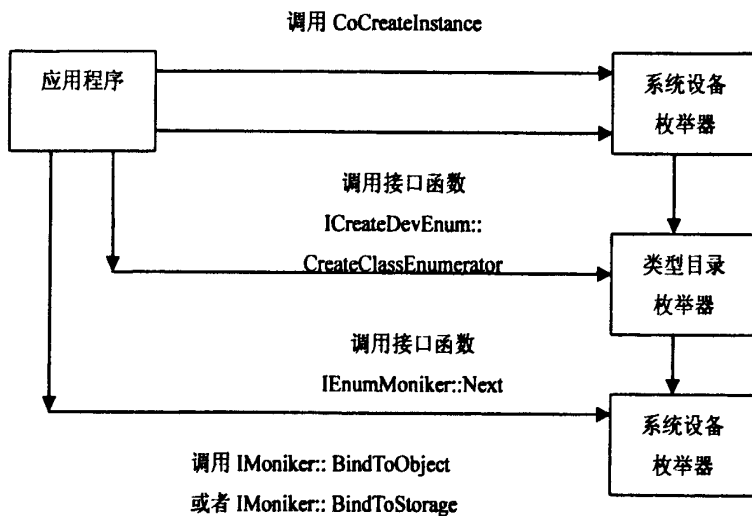 调用 CoCreateInstance
应用程序
系统设备
枚举器
调用接口函数
ICreateDevEnum::
CreateClassEnumerator
类型目录
枚举器
调用接口函数
IEnumMoniker::Next
系统设备
枚举器
调用 IMoniker:: BindToObject
或者 IMoniker:: BindToStorage